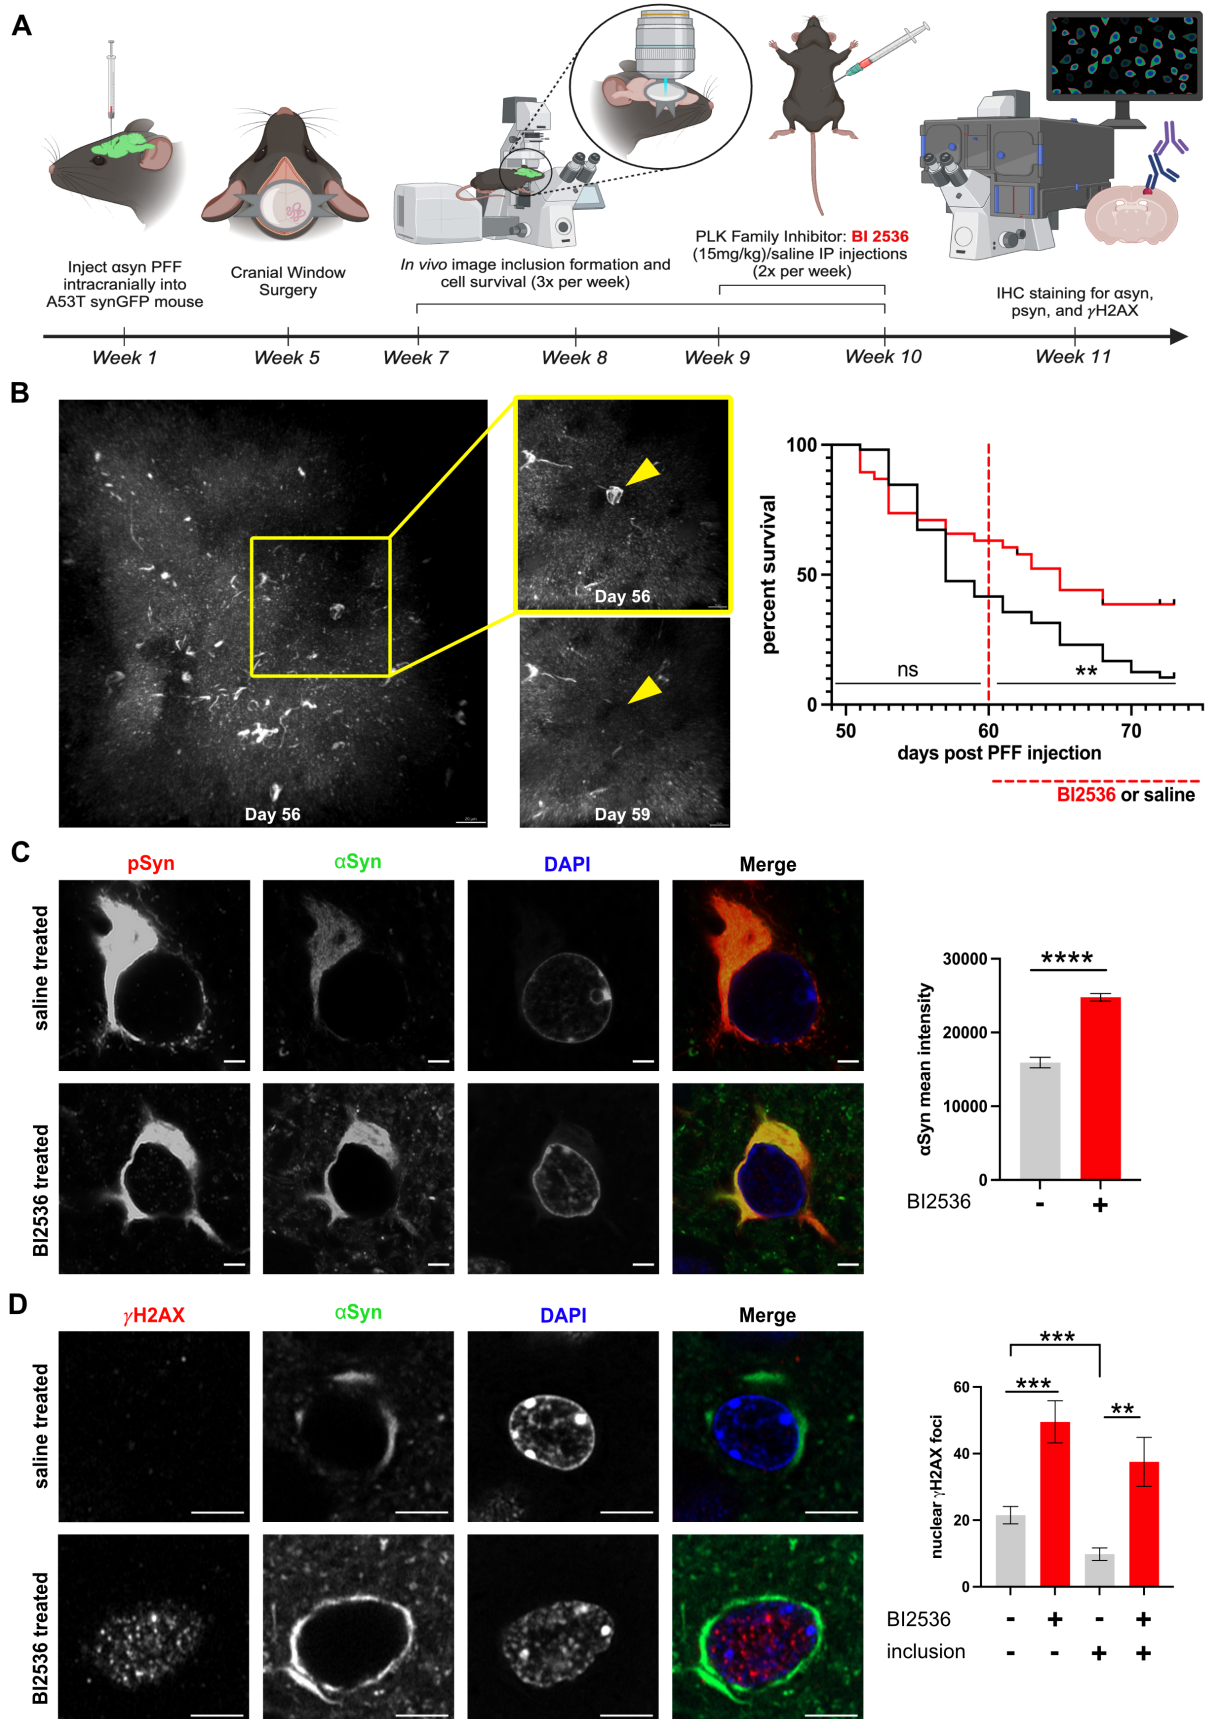 A
Inject αsyn PFF
intracranially into
A53T synGFP mouse
Cranial Window
Surgery
In vivo image inclusion formation and
cell survival (3x per week)
PLK Family Inhibitor: BI 2536
(15mg/kg)/saline IP injections
(2x per week)
IHC staining for αsyn,
psyn, and γH2AX
Week 1
Week 5
Week 7
Week 8
Week 9
Week 10
Week 11
B
Day 56
Day 56
Day 59
percent survival
100
50
0
ns
**
50
60
70
days post PFF injection
BI2536 or saline
C
pSyn
αSyn
DAPI
Merge
saline treated
BI2536 treated
αSyn mean intensity
30000
20000
10000
0
****
BI2536
-
+
D
γH2AX
αSyn
DAPI
Merge
saline treated
BI2536 treated
nuclear γH2AX foci
60
40
20
0
***
***
**
BI2536 - + - +
inclusion - - + +